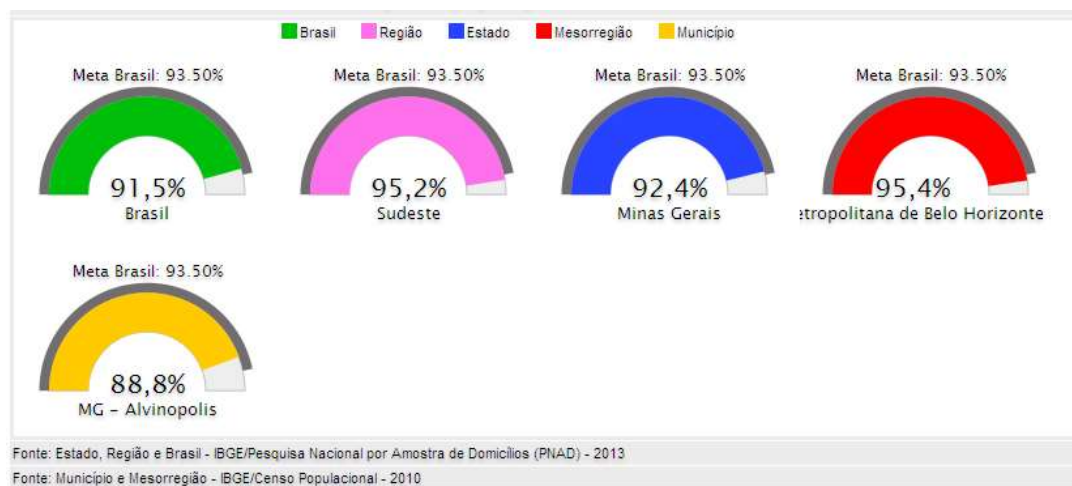 Brasil Região Estado Mesorregião Município
Meta Brasil: 93.50% Meta Brasil: 93.50% Meta Brasil: 93.50% Meta Brasil: 93.50%
91,5% 95,2% 92,4% 95,4%
Brasil Sudeste Minas Gerais etropolitana de Belo Horizonte
Meta Brasil: 93.50%
88,8%
MG - Alvinopolis
Fonte: Estado, Região e Brasil - IBGE/Pesquisa Nacional por Amostra de Domicílios (PNAD) - 2013
Fonte: Município e Mesorregião - IBGE/Censo Populacional - 2010